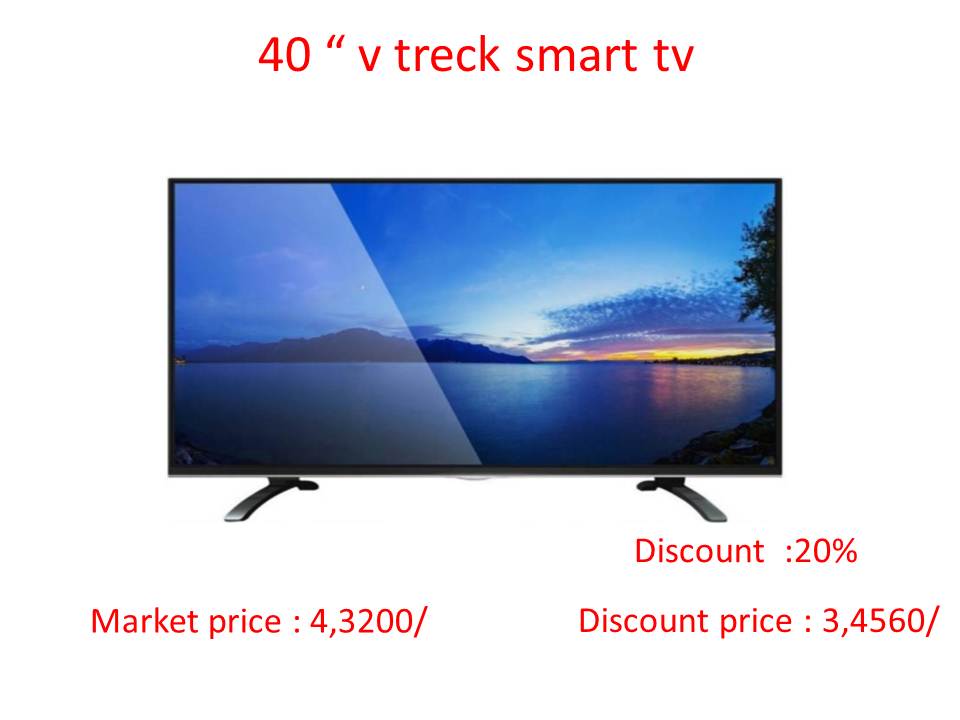 40 “ v treck smart tv
Discount :20%
Market price : 4,3200/
Discount price : 3,4560/